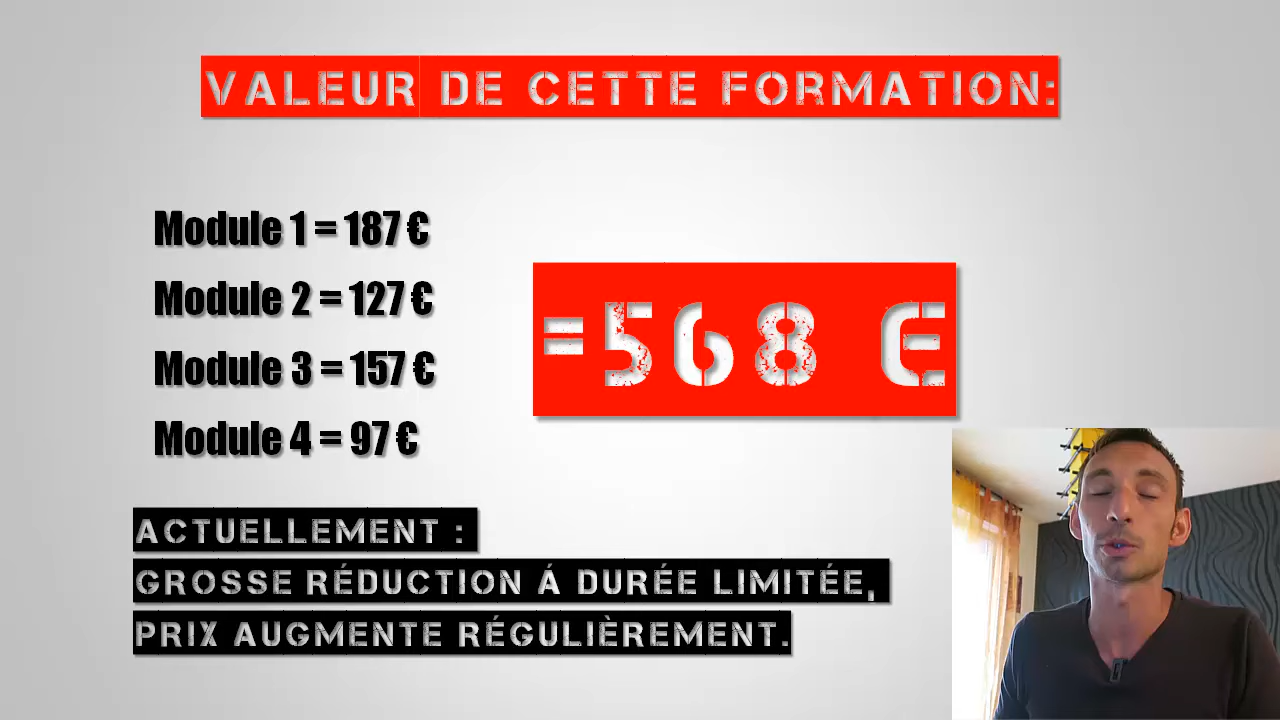 VALEUR DE CETTE FORMATION:
Module 1 = 187 €
Module 2 = 127 €
Module 3 = 157 €
Module 4 = 97 €
=568 €
ACTUELLEMENT :
GROSSE RÉDUCTION Á DURÉE LIMITÉE,
PRIX AUGMENTE RÉGULIÈREMENT.